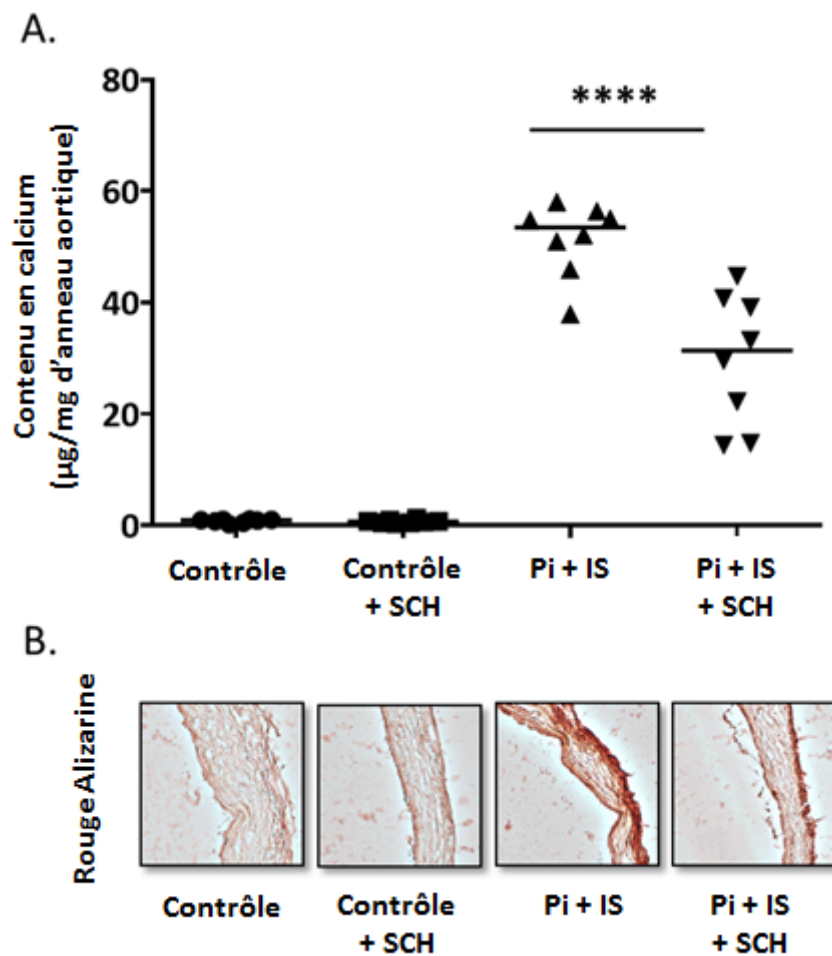 A.
Contenu en calcium
(µg/mg d'anneau aortique)
80
60
40
20
0
****
Contrôle
Contrôle
+ SCH
Pi + IS
Pi + IS
+ SCH
B.
Rouge Alizarine
Contrôle
Contrôle
+ SCH
Pi + IS
Pi + IS
+ SCH